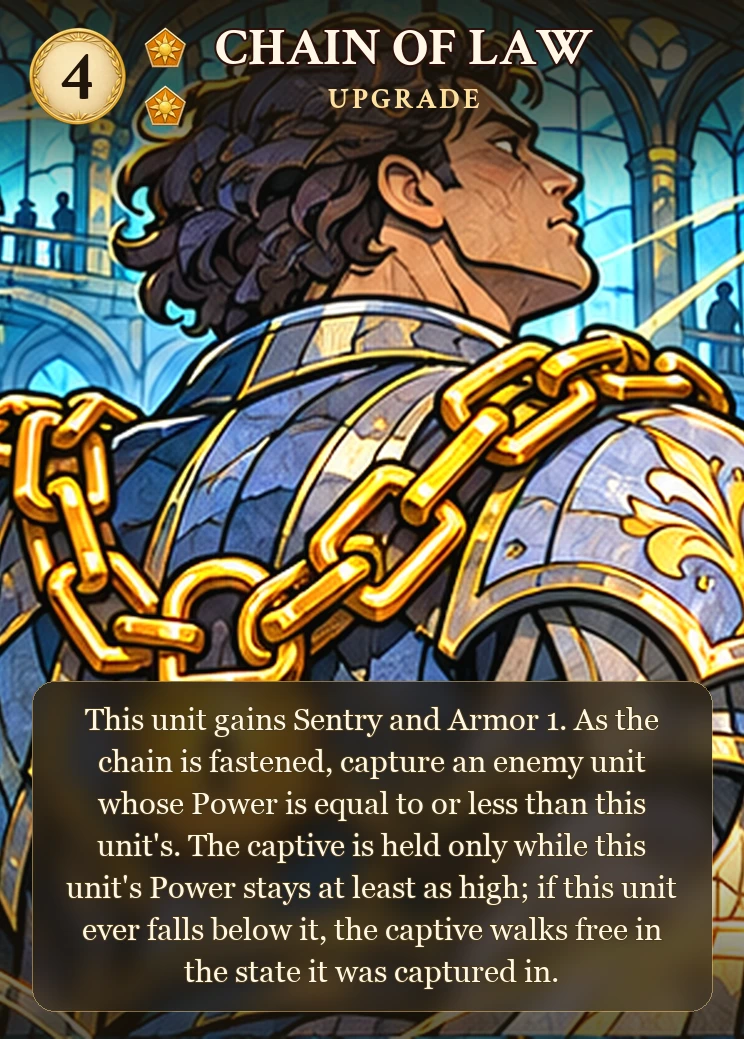 4
CHAIN OF LAW
UPGRADE
This unit gains Sentry and Armor 1. As the
chain is fastened, capture an enemy unit
whose Power is equal to or less than this
unit's. The captive is held only while this
unit's Power stays at least as high; if this unit
ever falls below it, the captive walks free in
the state it was captured in.